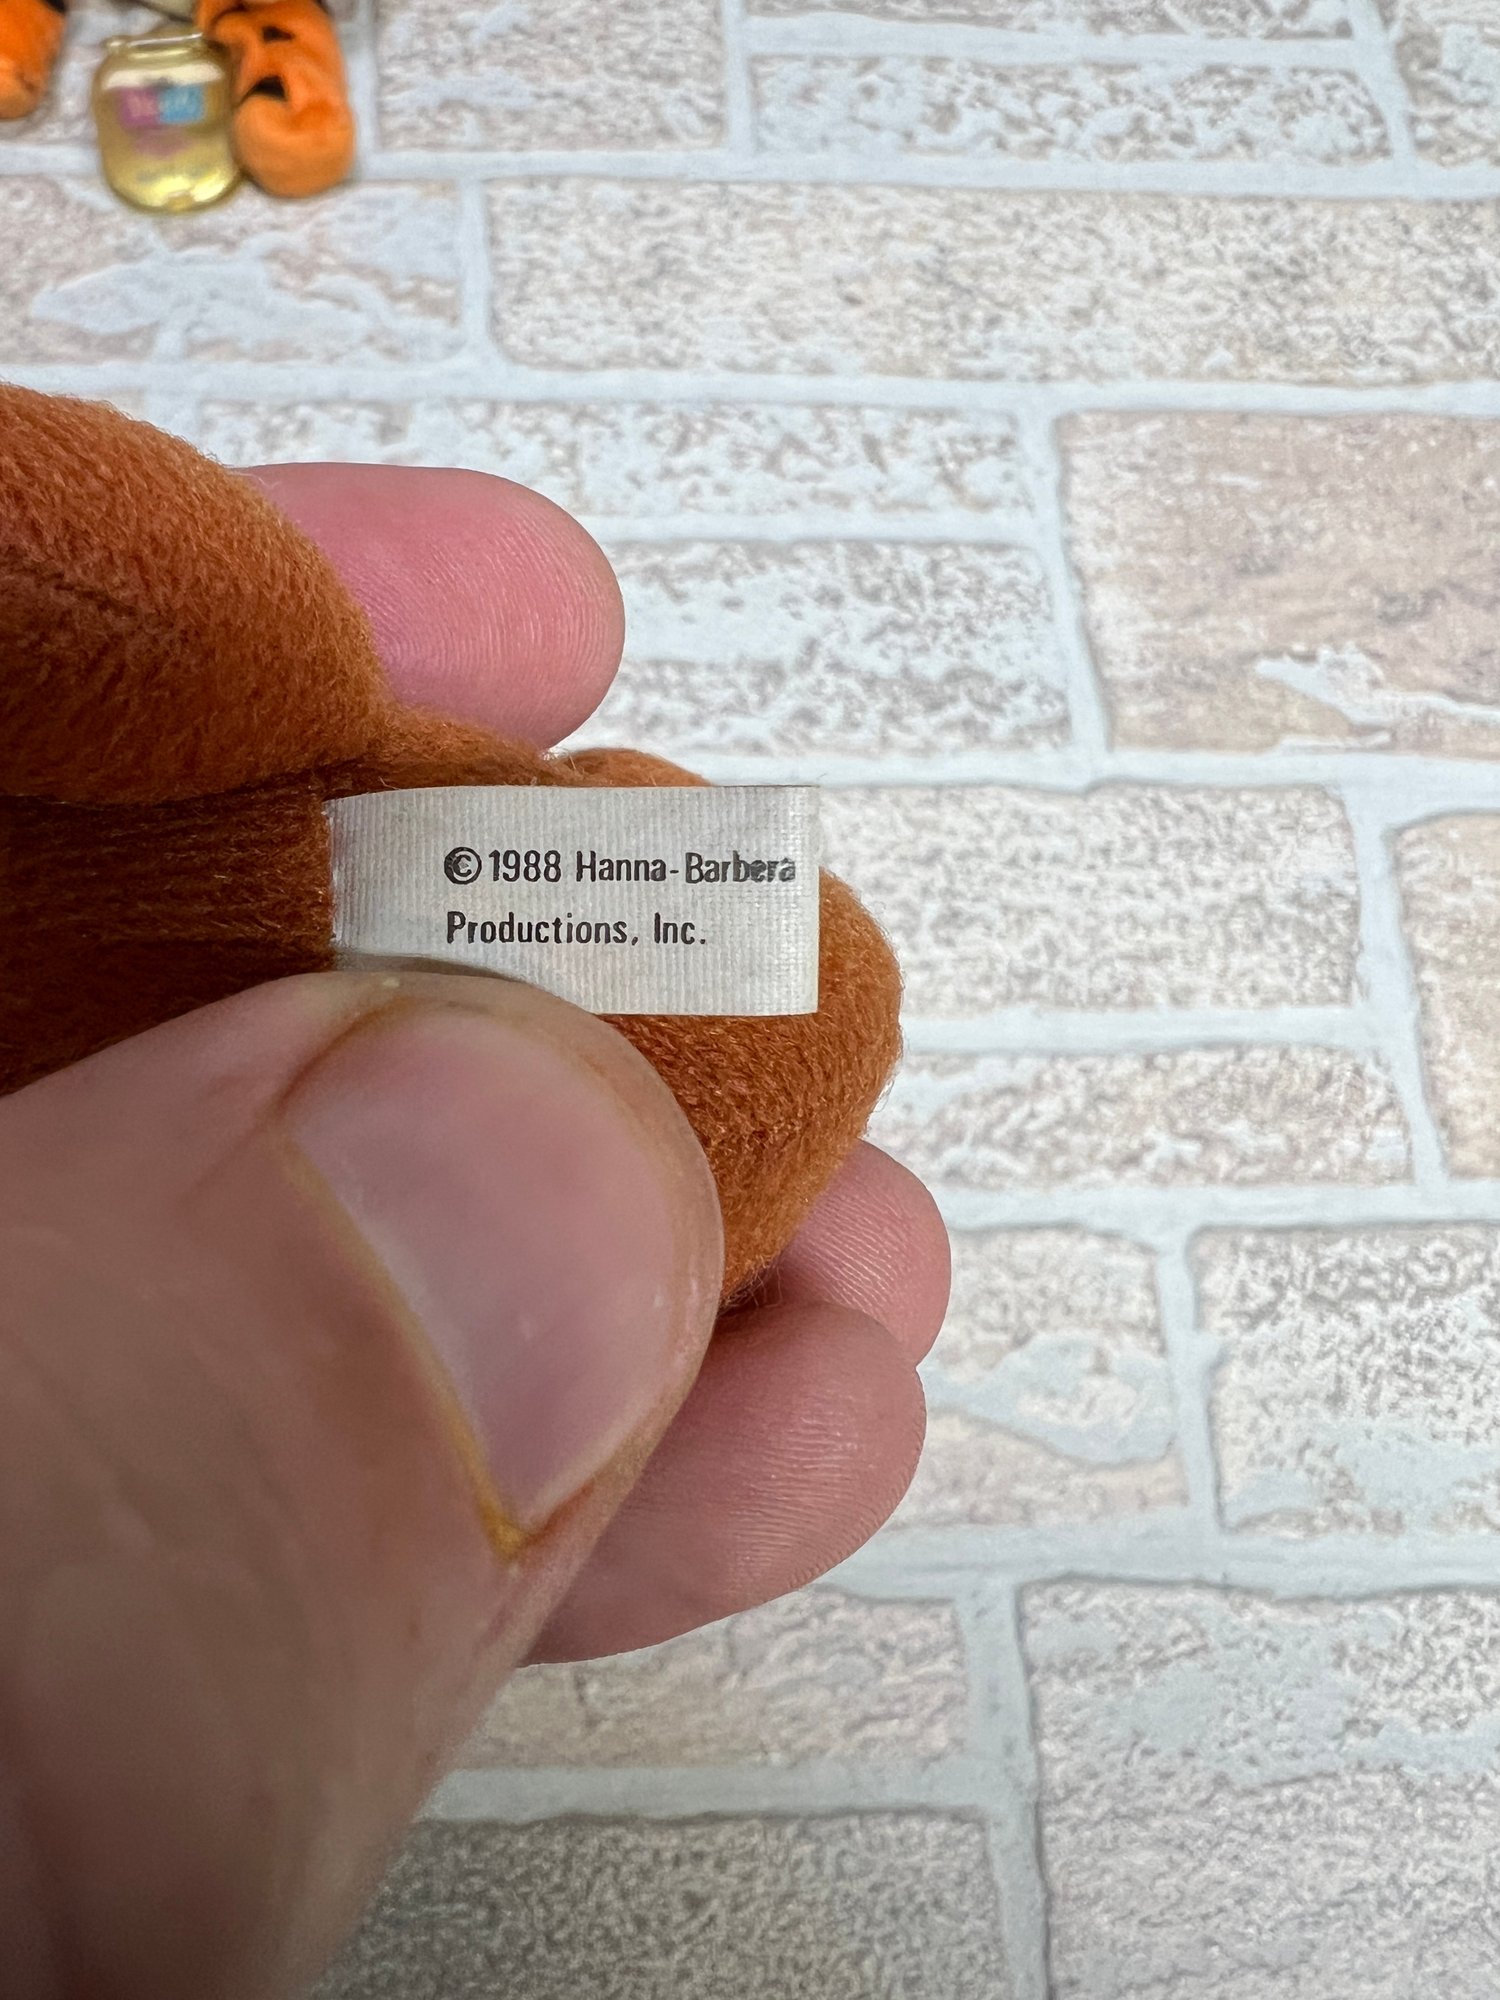 ©1988 Hanna-Barbera
Productions, Inc.